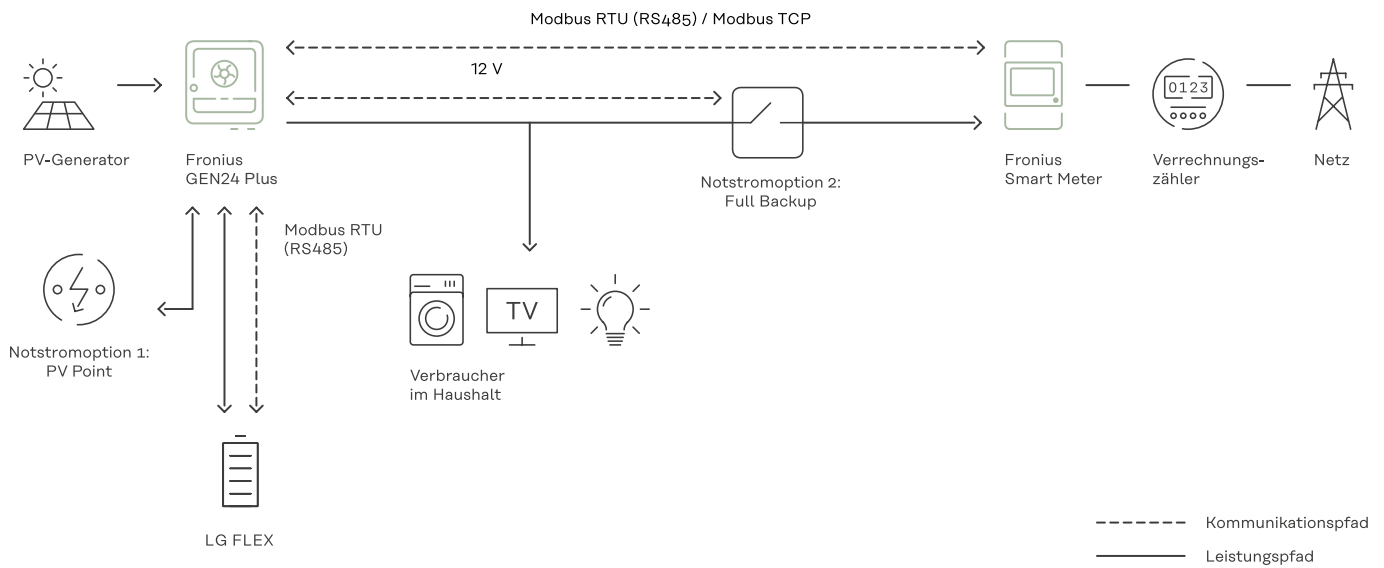 Modbus RTU (RS485) / Modbus TCP
12 V
0123
PV-Generator
Fronius
GEN24 Plus
Notstromoption 2:
Full Backup
Fronius
Smart Meter
Verrechnungs-
zähler
Netz
Modbus RTU
(RS485)
TV
Notstromoption 1:
PV Point
Verbraucher
im Haushalt
LG FLEX
Kommunikationspfad
Leistungspfad